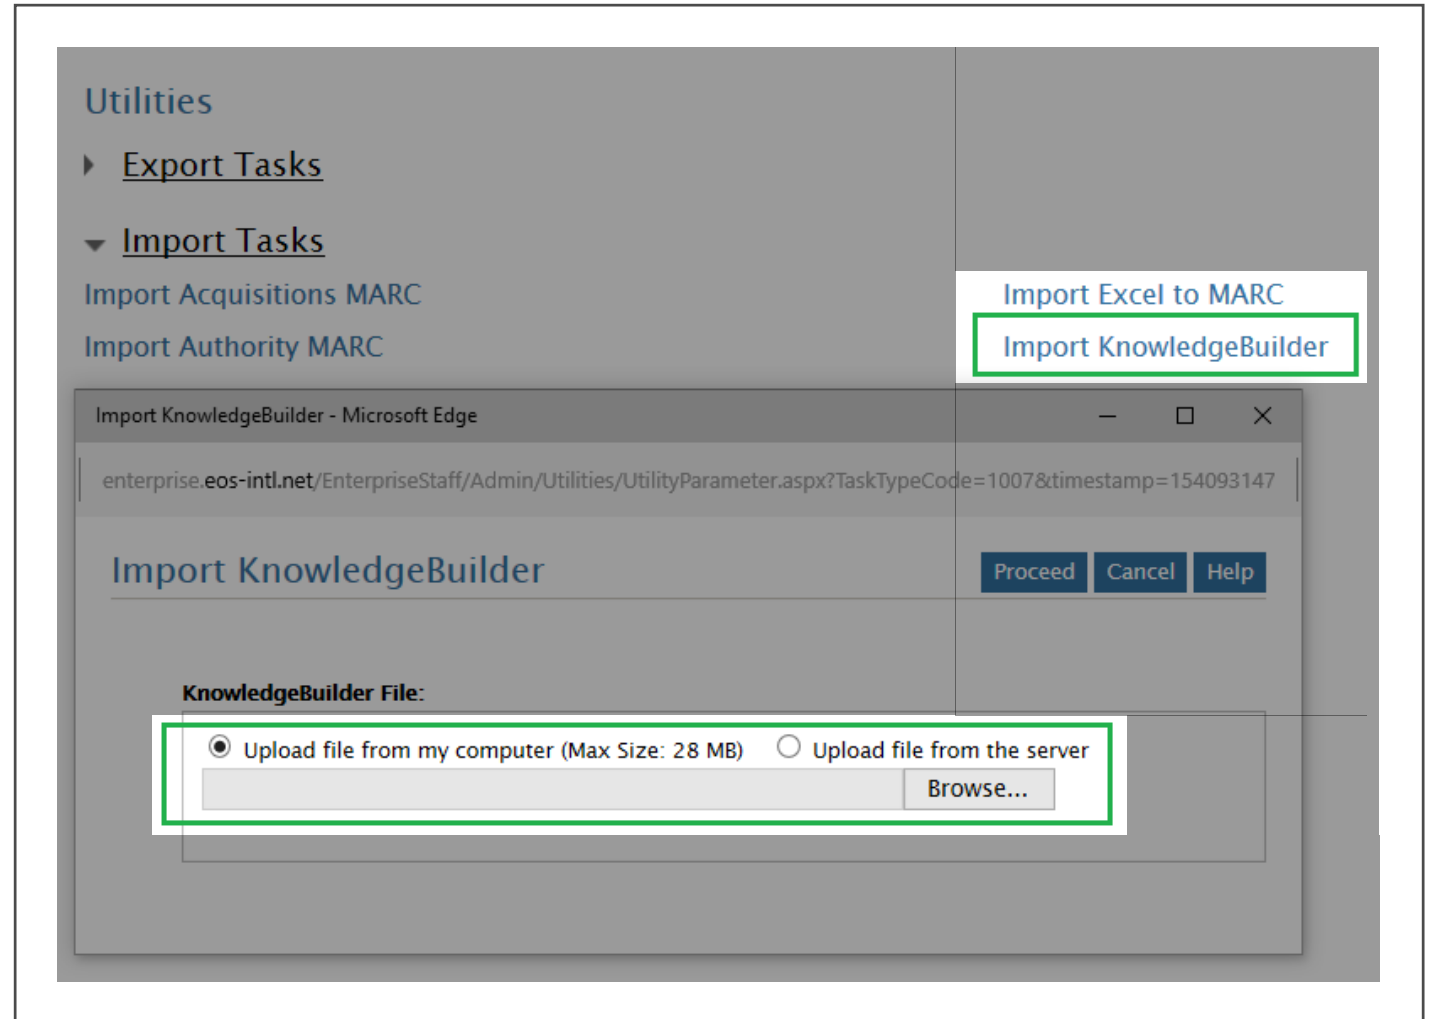 Utilities
Export Tasks
Import Tasks
Import Acquisitions MARC
Import Excel to MARC
Import Authority MARC
Import KnowledgeBuilder
Import KnowledgeBuilder - Microsoft Edge
enterprise.eos-intl.net/EnterpriseStaff/Admin/Utilities/UtilityParameter.aspx?TaskTypeCode=1007&timestamp=154093147
Import KnowledgeBuilder
Proceed Cancel Help
KnowledgeBuilder File:
Upload file from my computer (Max Size: 28 MB) Upload file from the server
Browse...